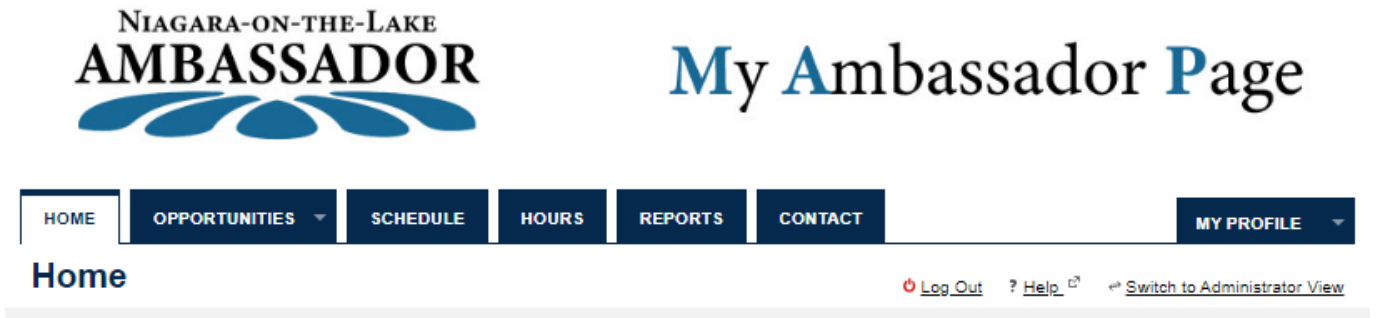 NIAGARA-ON-THE-LAKE
AMBASSADOR
My Ambassador Page
HOME OPPORTUNITIES SCHEDULE HOURS REPORTS CONTACT MY PROFILE
Home
Log Out ? Help Switch to Administrator View